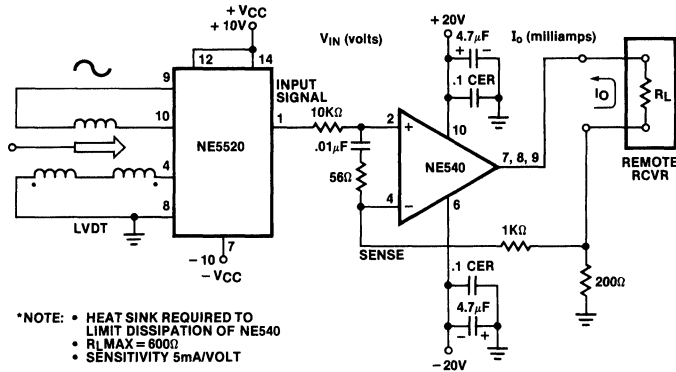 + VCC
+ 10V
12
14
9
10
4
8
LVDT
NE5520
7
– 10
– VCC
INPUT
SIGNAL
1
10KΩ
.01µF
56Ω
VIN (volts)
2
+
4
–
NE540
10
6
7, 8, 9
+ 20V
4.7µF
+ –
.1 CER
IO (milliamps)
IO
RL
REMOTE
RCVR
SENSE
1KΩ
200Ω
.1 CER
4.7µF
– +
– 20V
*NOTE: • HEAT SINK REQUIRED TO
LIMIT DISSIPATION OF NE540
• RLMAX = 600Ω
• SENSITIVITY 5mA/VOLT